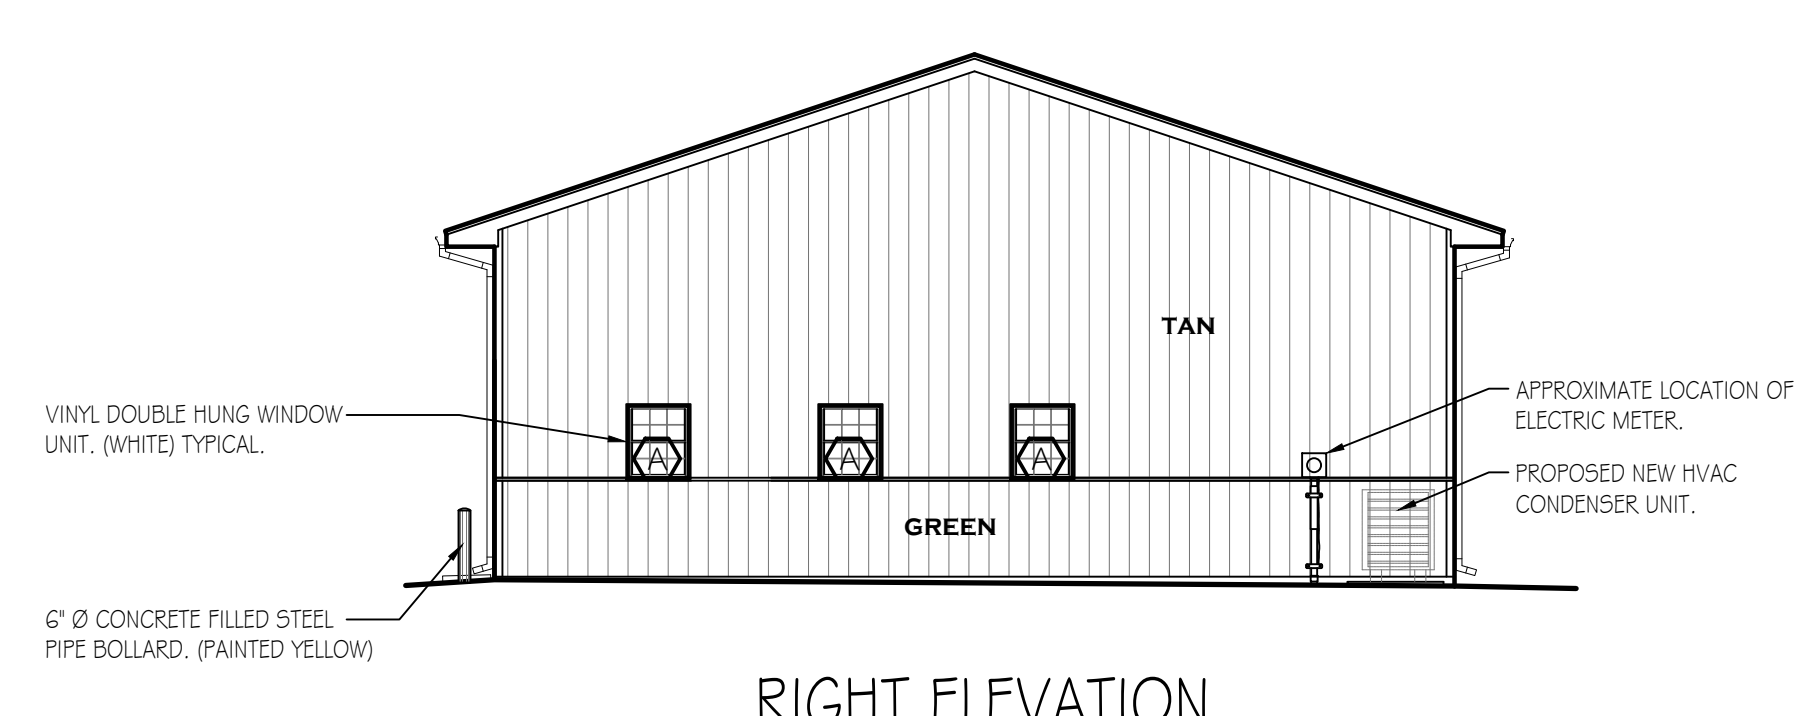 TAN
APPROXIMATE LOCATION OF
ELECTRIC METER.
VINYL DOUBLE HUNG WINDOW
UNIT. (WHITE) TYPICAL.
A
A
A
PROPOSED NEW HVAC
CONDENSER UNIT.
GREEN
6" Ø CONCRETE FILLED STEEL
PIPE BOLLARD. (PAINTED YELLOW)
RIGHT ELEVATION